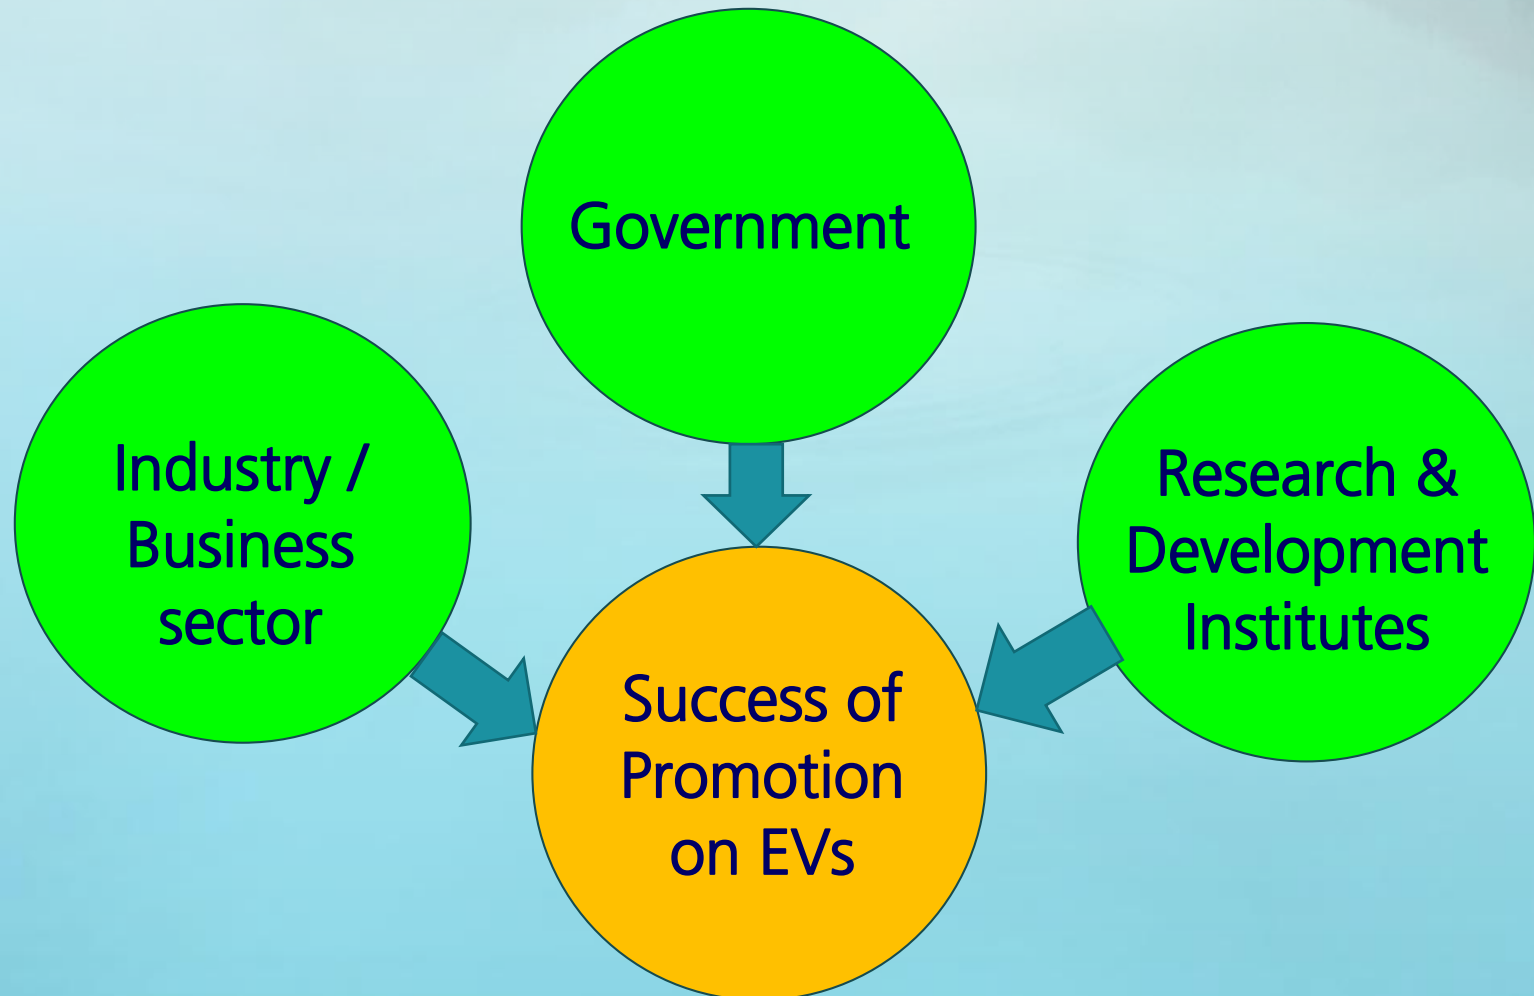 Government
Industry /
Business
sector
Research &
Development
Institutes
Success of
Promotion
on EVs